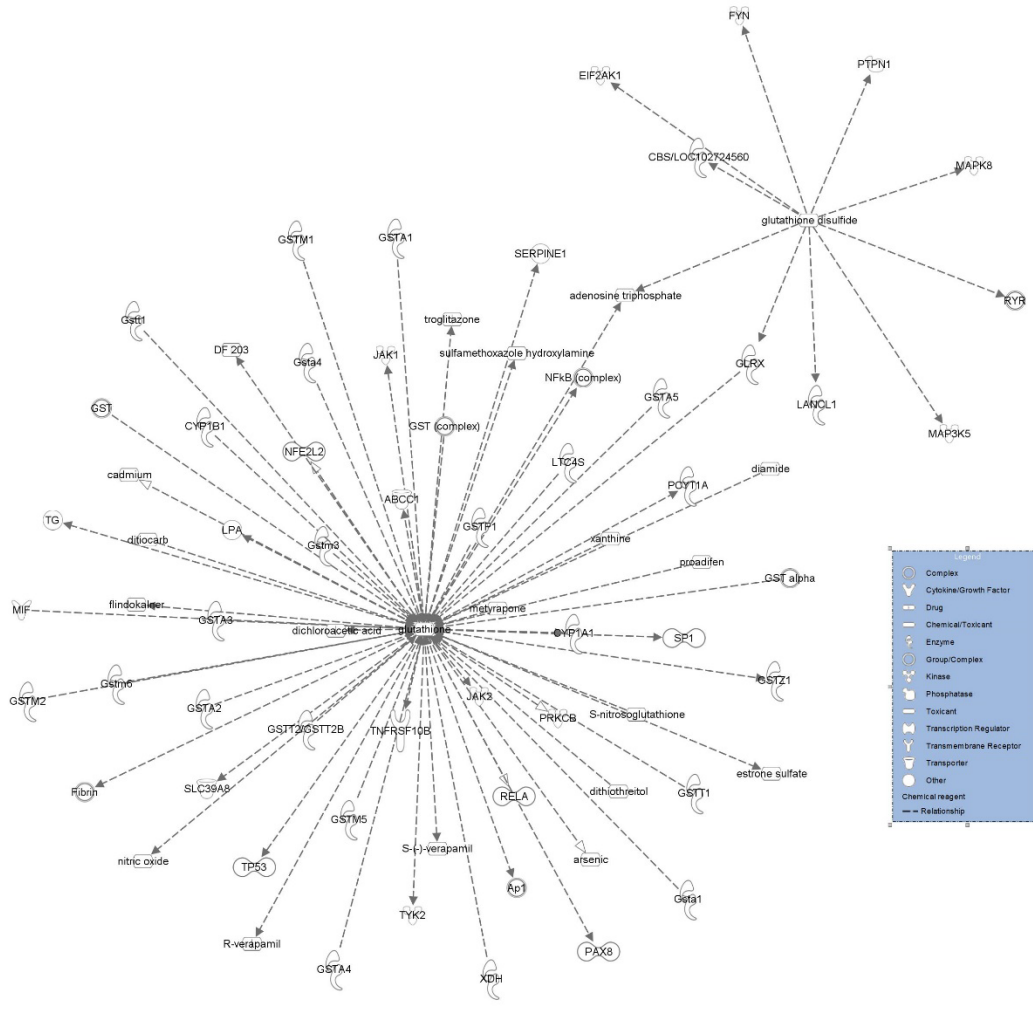 FYN
PTPN1
EIF2AK1
CBS/LOC102724560
MAPK8
glutathione disulfide
GSTM1
GSTA1
SERPINE1
adenosine triphosphate
RYR
Gstt1
troglitazone
DF 203
Gsta4
JAK1
sulfamethoxazole hydroxylamine
GLRX
NFkB (complex)
GSTA5
LANCL1
GST
CYP1B1
GST (complex)
MAP3K5
NFE2L2
LTC4S
diamide
cadmium
PCYT1A
ABCC1
TG
LPA
GSTP1
ditiocarb
Gstm3
xanthine
proadifen
GST alpha
MIF
flindokalner
GSTA3
metyrapone
dichloroacetic acid
glutathione
CYP1A1
SP1
GSTM2
Gstm6
GSTZ1
JAK2
GSTA2
PRKCB
S-nitrosoglutathione
GSTT2/GSTT2B
TNFRSF10B
estrone sulfate
Fibrin
SLC39A8
RELA
dithiothreitol
GSTT1
GSTM5
nitric oxide
S-(-)-verapamil
arsenic
TP53
Ap1
Gsta1
TYK2
R-verapamil
PAX8
GSTA4
XDH
Legend
Complex
Cytokine/Growth Factor
Drug
Chemical/Toxicant
Enzyme
Group/Complex
Kinase
Phosphatase
Toxicant
Transcription Regulator
Transmembrane Receptor
Transporter
Other
Chemical reagent
Relationship